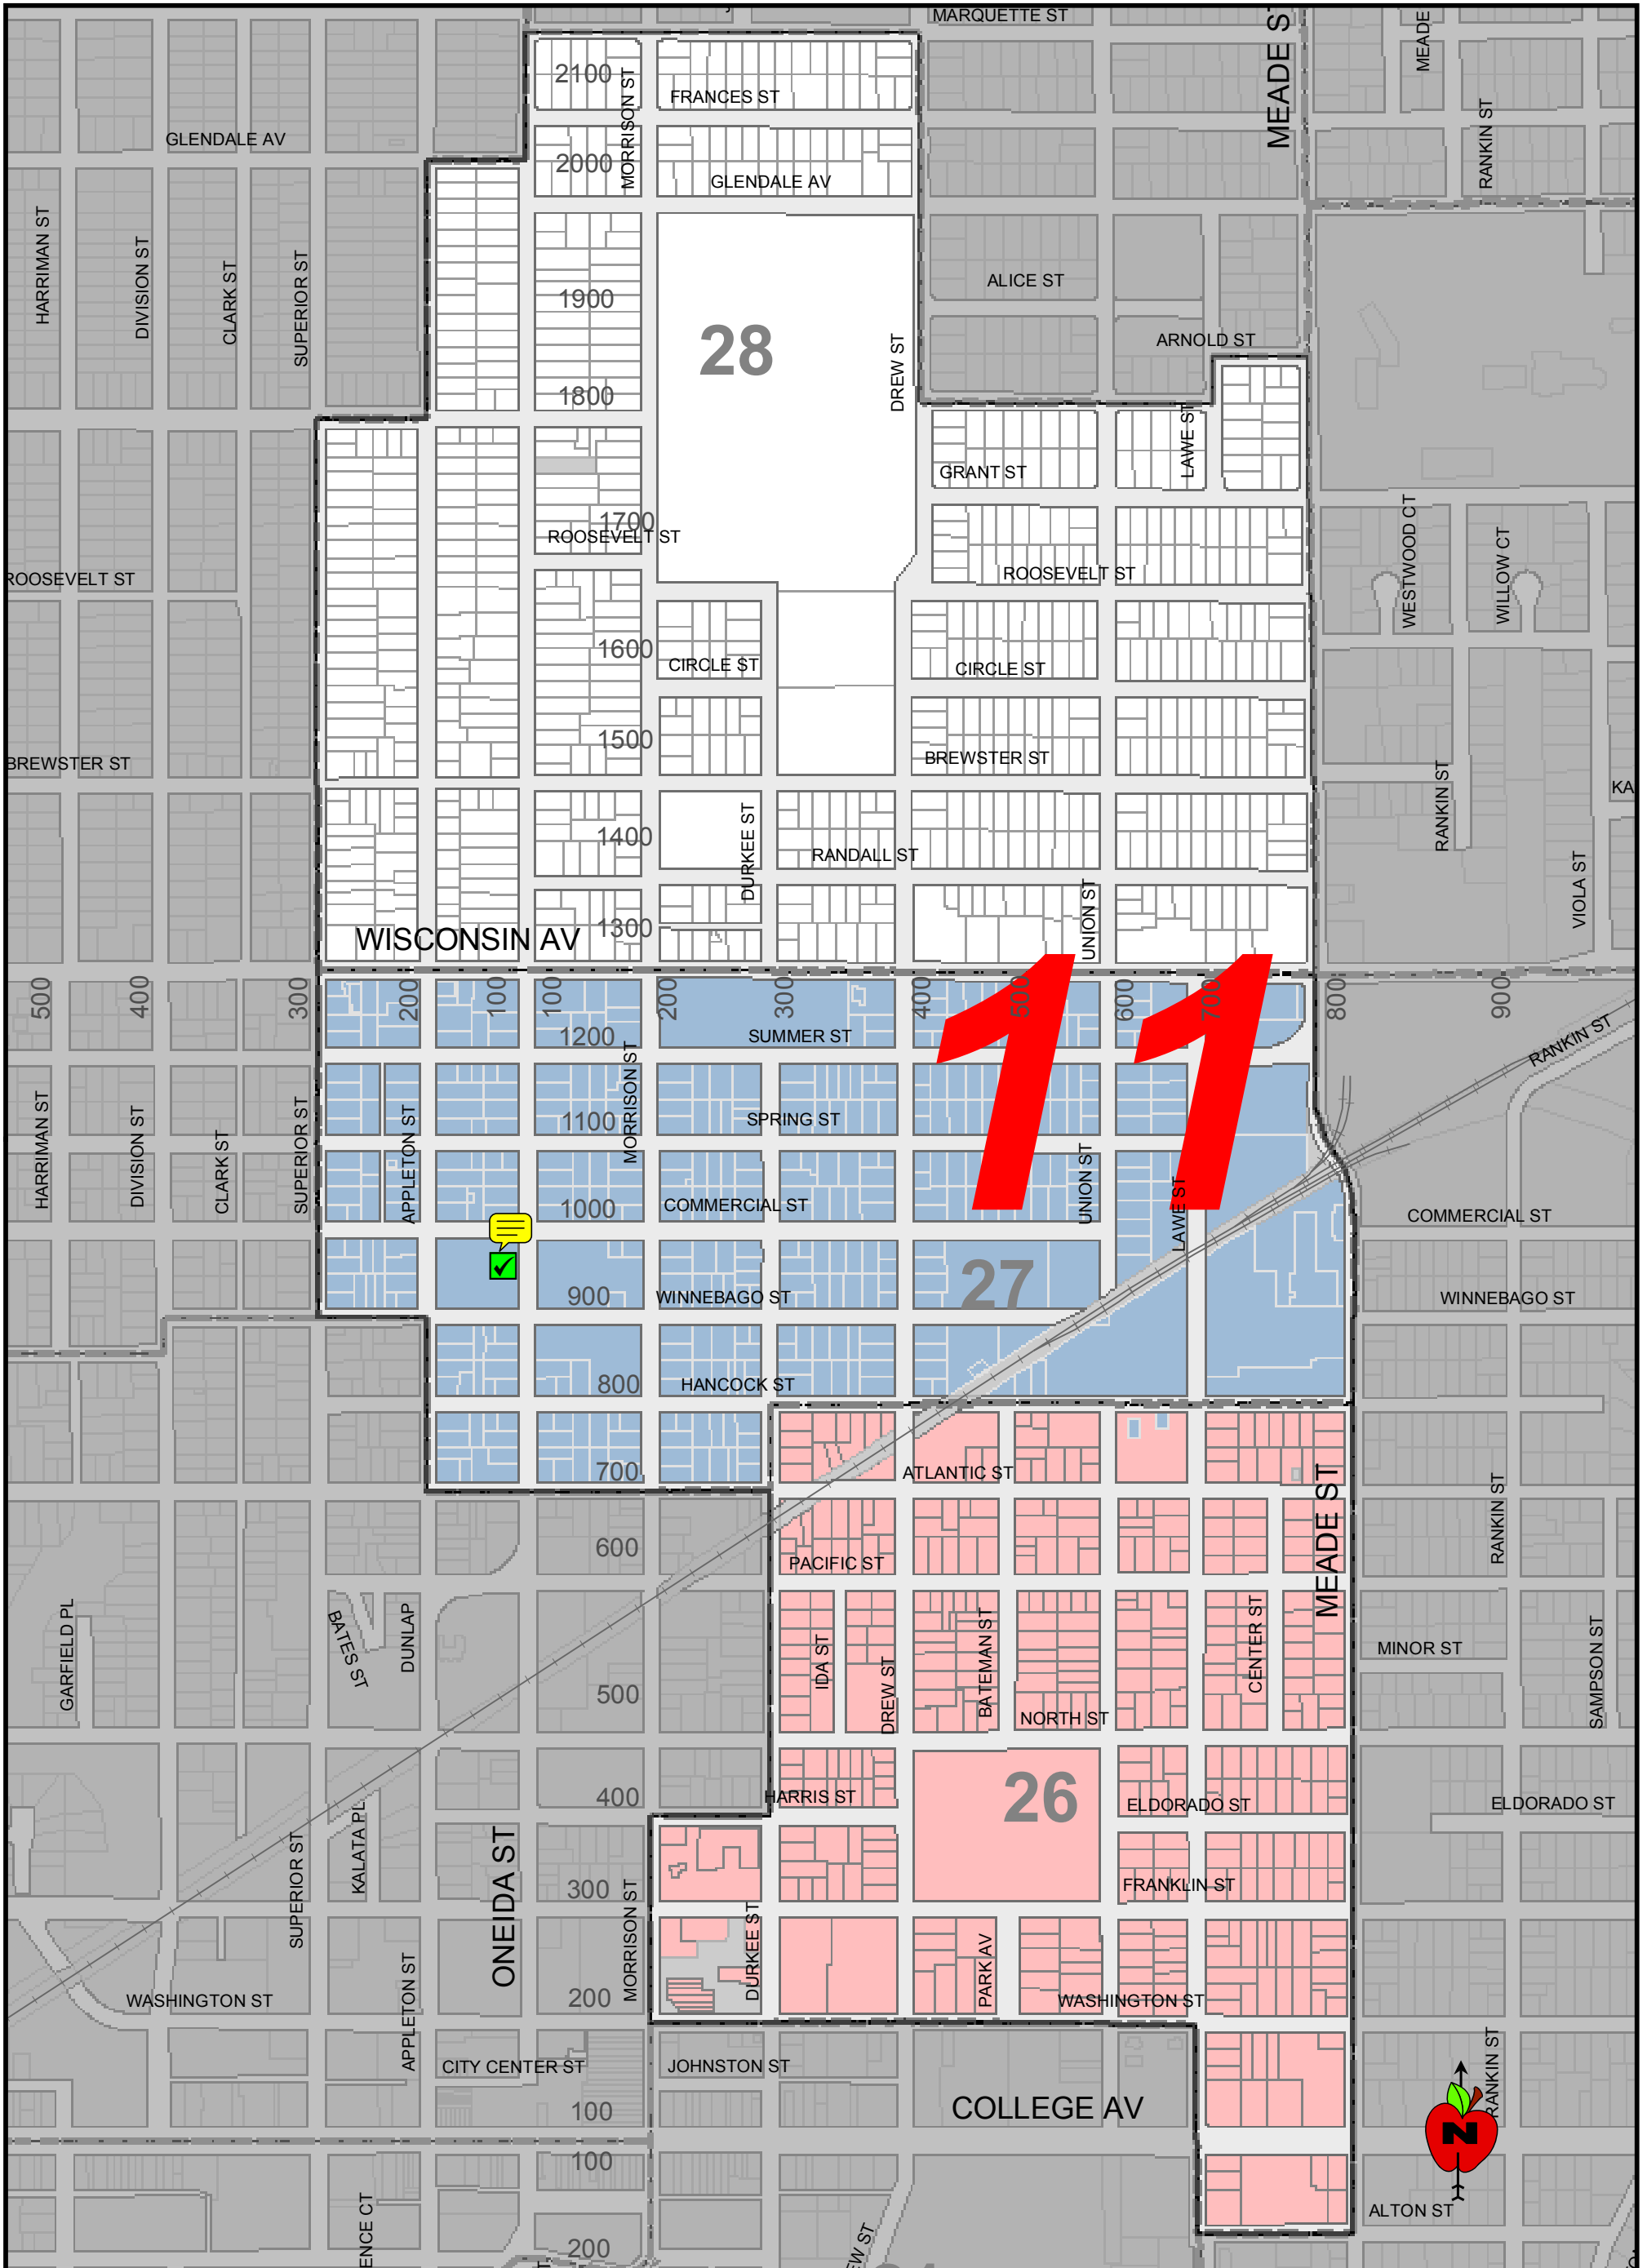 MARQUETTE ST
MEADE ST
MEADE
2100
MORRISON ST
FRANCES ST
GLENDALE AV
RANKIN ST
2000
GLENDALE AV
HARRIMAN ST
DIVISION ST
CLARK ST
SUPERIOR ST
1900
ALICE ST
28
DREW ST
ARNOLD ST
1800
LAWE ST
GRANT ST
1700
ROOSEVELT ST
ROOSEVELT ST
ROOSEVELT ST
WESTWOOD CT
WILLOW CT
1600
CIRCLE ST
CIRCLE ST
1500
BREWSTER ST
BREWSTER ST
RANKIN ST
KA
1400
DURKEE ST
RANDALL ST
VIOLA ST
1300
UNION ST
WISCONSIN AV
500
400
300
200
100
100
200
300
400
500
600
700
800
900
11
1200
SUMMER ST
RANKIN ST
HARRIMAN ST
DIVISION ST
CLARK ST
SUPERIOR ST
APPLETON ST
MORRISON ST
1100
SPRING ST
UNION ST
LAWE ST
1000
COMMERCIAL ST
COMMERCIAL ST
27
900
WINNEBAGO ST
WINNEBAGO ST
800
HANCOCK ST
700
ATLANTIC ST
MEADE ST
RANKIN ST
600
PACIFIC ST
GARFIELD PL
BATES ST
DUNLAP
IDA ST
DREW ST
BATEMAN ST
CENTER ST
MINOR ST
SAMPSON ST
500
NORTH ST
400
HARRIS ST
26
ELDORADO ST
ELDORADO ST
SUPERIOR ST
KALATA PL
ONEIDA ST
300
MORRISON ST
FRANKLIN ST
DURKEE ST
PARK AV
WASHINGTON ST
APPLETON ST
200
WASHINGTON ST
CITY CENTER ST
JOHNSTON ST
RANKIN ST
100
COLLEGE AV
N
100
ENCE CT
ALTON ST
200
EW ST